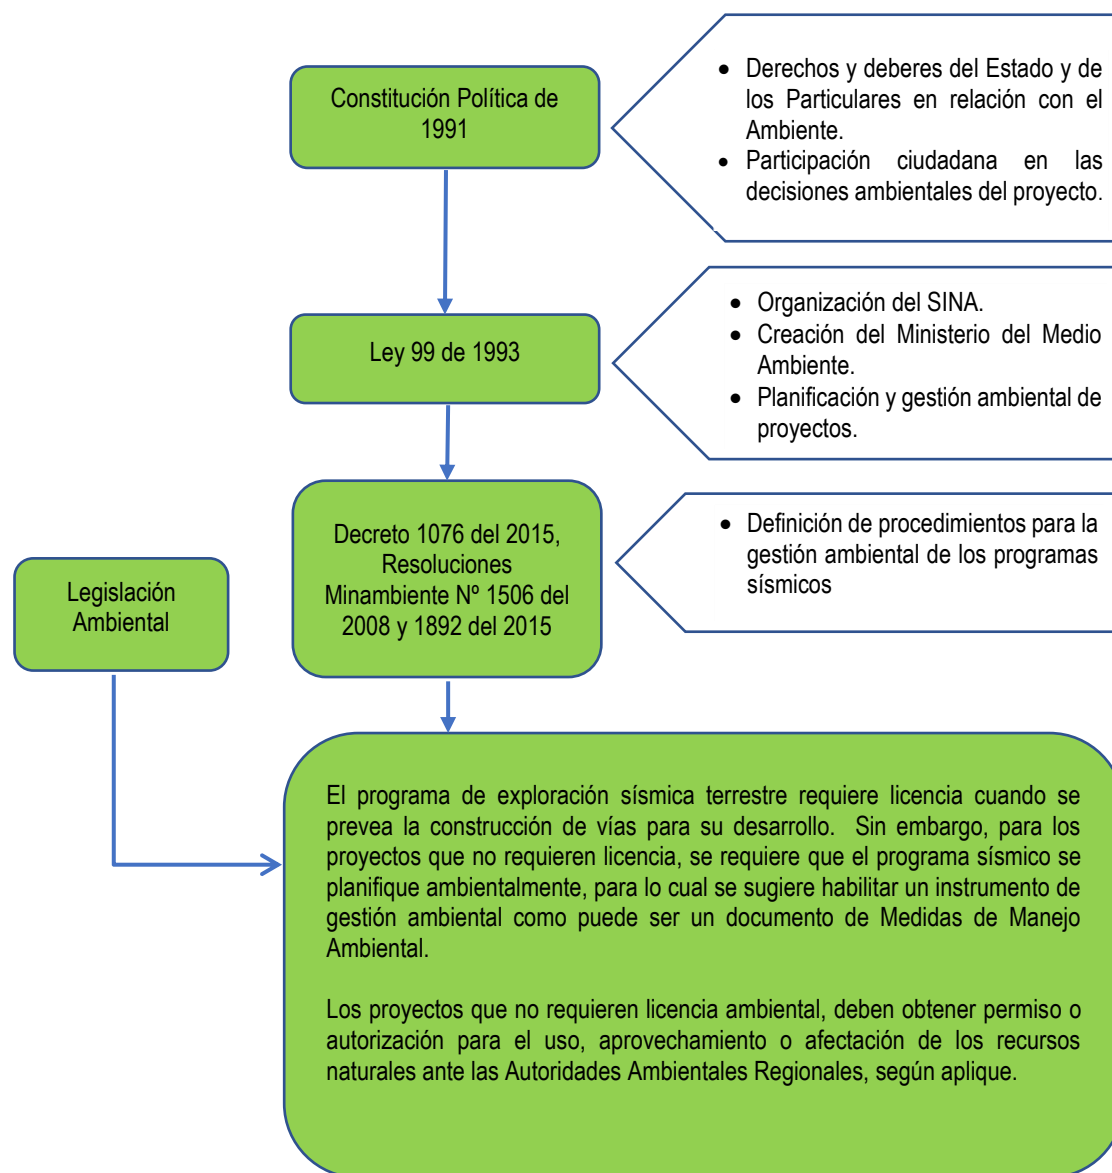 Constitución Política de
1991
• Derechos y deberes del Estado y de
los Particulares en relación con el
Ambiente.
• Participación ciudadana en las
decisiones ambientales del proyecto.
Ley 99 de 1993
• Organización del SINA.
• Creación del Ministerio del Medio
Ambiente.
• Planificación y gestión ambiental de
proyectos.
Decreto 1076 del 2015,
Resoluciones
Minambiente Nº 1506 del
2008 y 1892 del 2015
• Definición de procedimientos para la
gestión ambiental de los programas
sísmicos
Legislación
Ambiental
El programa de exploración sísmica terrestre requiere licencia cuando se
prevea la construcción de vías para su desarrollo. Sin embargo, para los
proyectos que no requieren licencia, se requiere que el programa sísmico se
planifique ambientalmente, para lo cual se sugiere habilitar un instrumento de
gestión ambiental como puede ser un documento de Medidas de Manejo
Ambiental.
Los proyectos que no requieren licencia ambiental, deben obtener permiso o
autorización para el uso, aprovechamiento o afectación de los recursos
naturales ante las Autoridades Ambientales Regionales, según aplique.